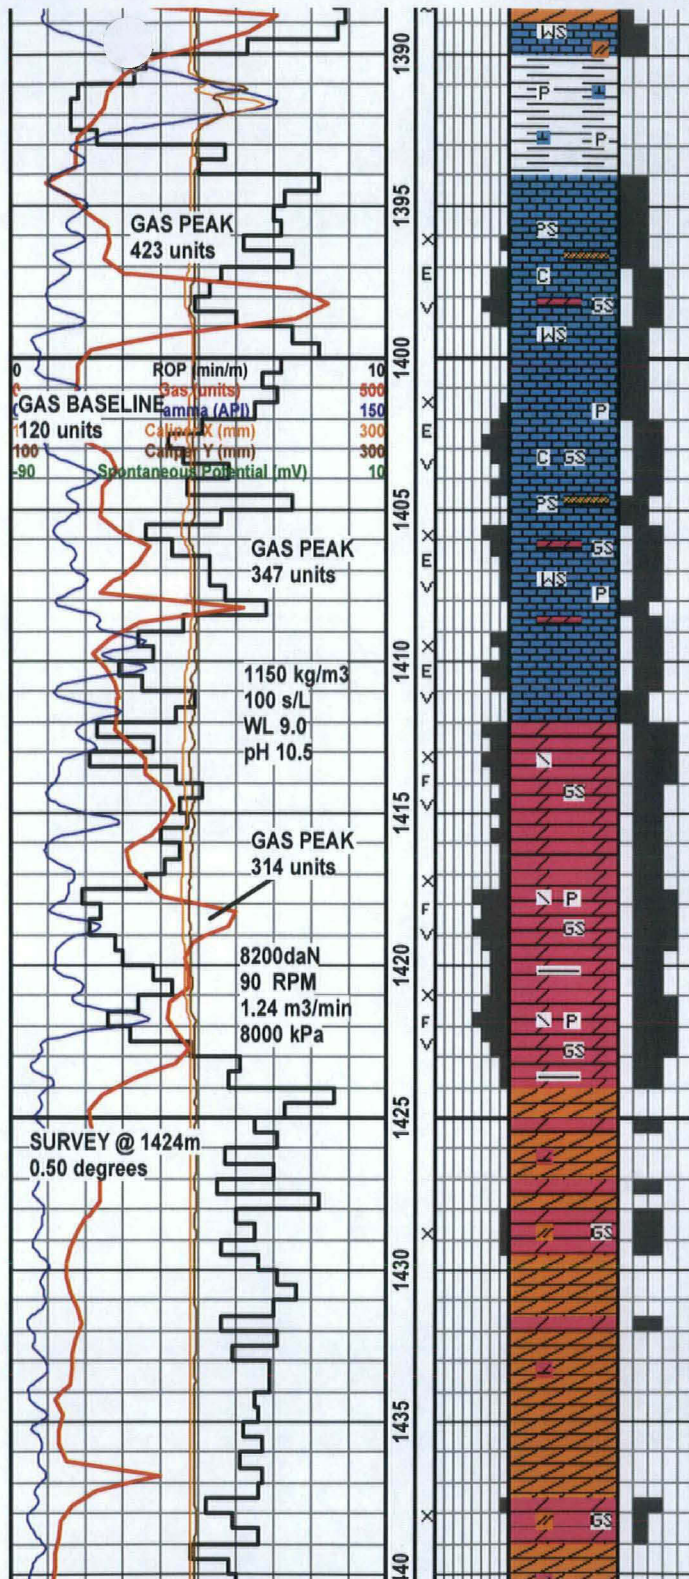 1390
WS
P
P
1395
GAS PEAK
423 units
PS
X
E
V
C
GS
WS
1400
0 ROP (min/m) 10
Gas (units) 500
GAS BASELINE
amma (API) 150
120 units
Caliper X (mm) 300
100 Caliper Y (mm) 300
-90 Spontaneous Potential (mV) 10
X
E
V
P
C GS
PS
1405
GAS PEAK
347 units
X
E
V
GS
WS
P
1410
X
E
V
1150 kg/m3
100 s/L
WL 9.0
pH 10.5
X
F
V
GS
1415
GAS PEAK
314 units
X
F
V
P
GS
8200daN
90 RPM
1.24 m3/min
8000 kPa
1420
X
F
V
P
GS
1425
SURVEY @ 1424m
0.50 degrees
X
GS
1430
1435
X
GS